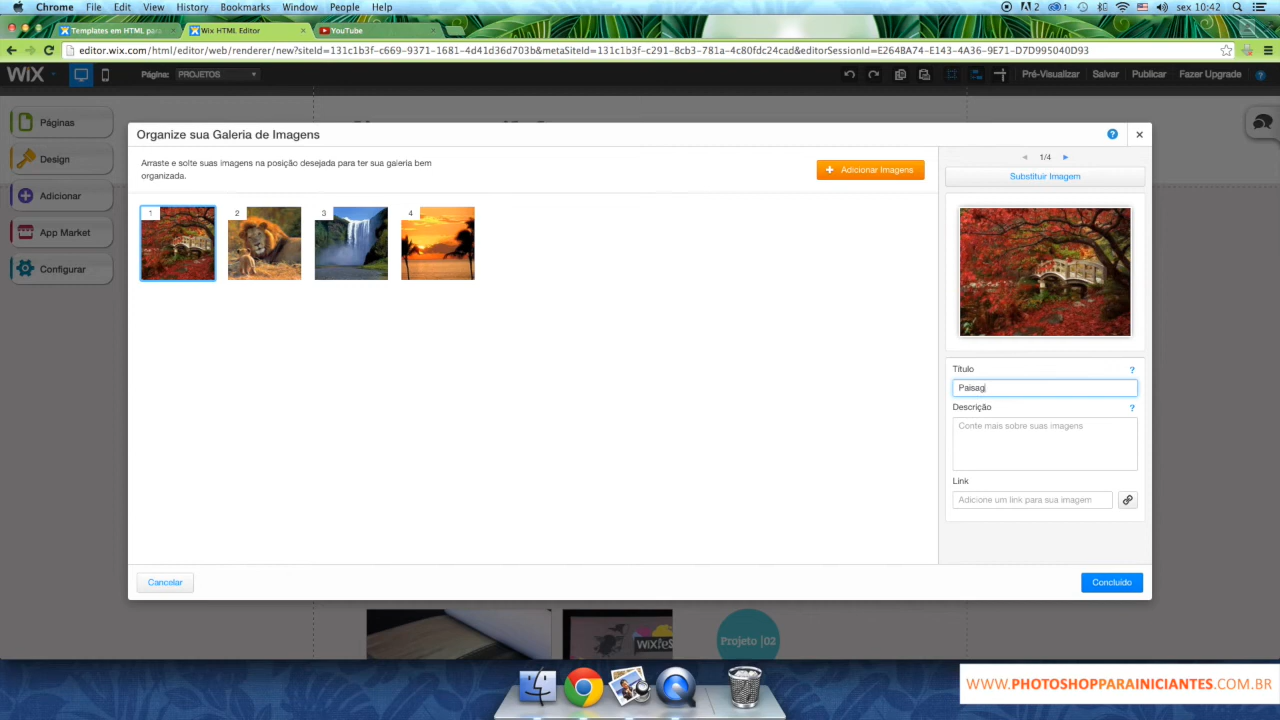 Chrome File Edit View History Bookmarks Window People Help
2 1 sex 10:42
Templates em HTML para
Wix HTML Editor
YouTube
editor.wix.com/html/editor/web/renderer/new?siteId=131c1b3f-c669-9371-1681-4d41d36d703b&metaSiteId=131c1b3f-c291-8cb3-781a-4c80fdc24cad&editorSessionId=E2648A74-E143-4A36-9E71-D7D995040D93
WiX Página: PROJETOS Pré-Visualizar Salvar Publicar Fazer Upgrade ?
Páginas
Design
Adicionar
App Market
Configurar
Organize sua Galeria de Imagens
Arraste e solte suas imagens na posição desejada para ter sua galeria bem
organizada.
+ Adicionar Imagens
1 2 3 4
? ×
1/4
Substituir Imagem
Título ?
Paisag
Descrição ?
Conte mais sobre suas imagens
Link
Adicione um link para sua imagem
Cancelar
Concluído
Projeto |02
WWW.PHOTOSHOPPARAINICIANTES.COM.BR